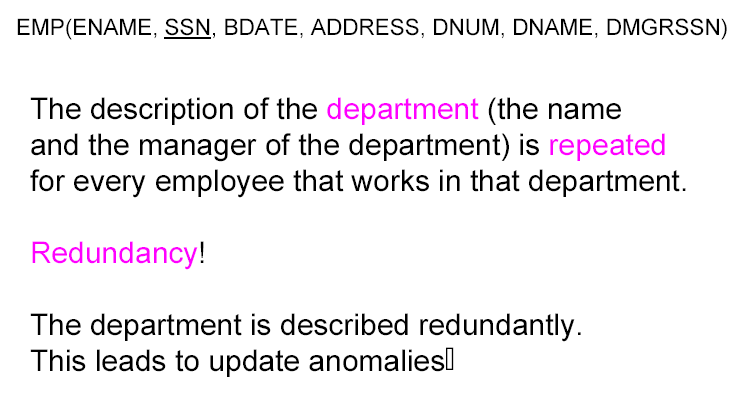 EMP(ENAME, SSN, BDATE, ADDRESS, DNUM, DNAME, DMGRSSN)
The description of the department (the name
and the manager of the department) is repeated
for every employee that works in that department.
Redundancy!
The department is described redundantly.
This leads to update anomalies